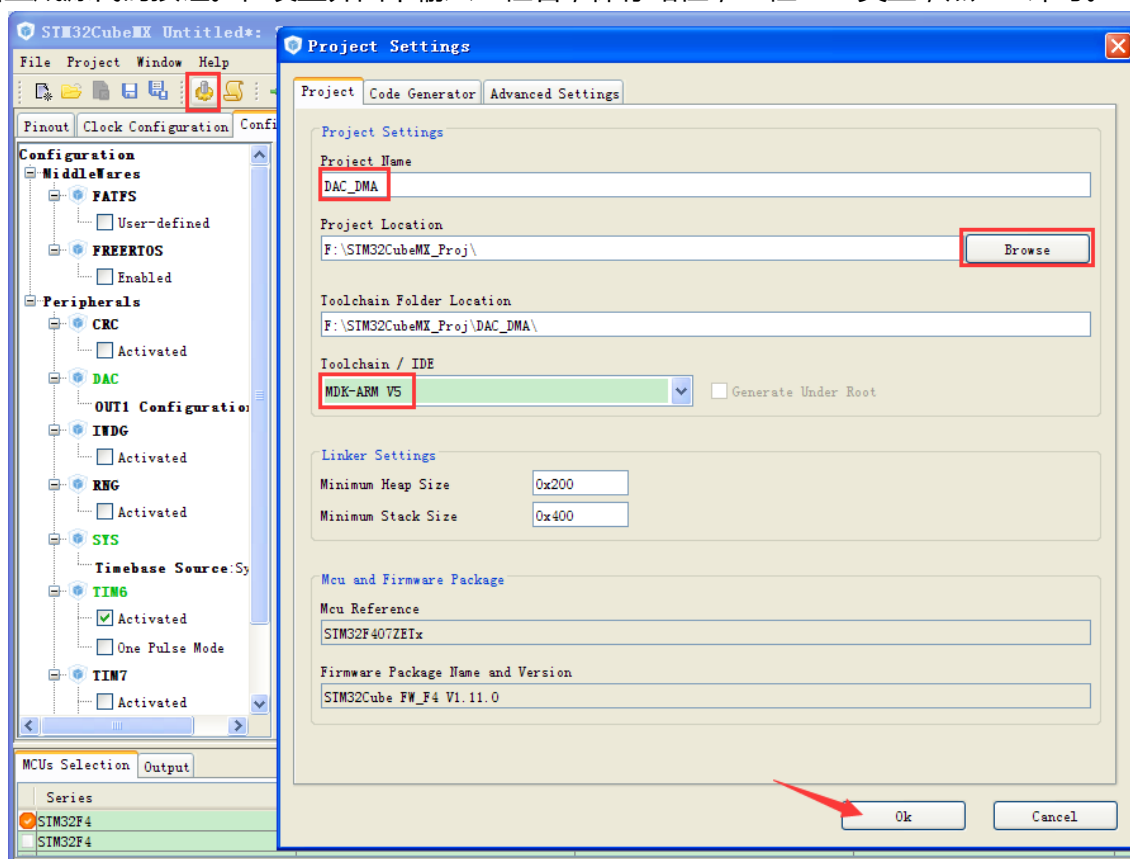 STM32CubeMX Untitled*:
File Project Window Help
Pinout Clock Configuration Confi
Configuration
MiddleWares
FATFS
User-defined
FREERTOS
Enabled
Peripherals
CRC
Activated
DAC
OUT1 Configuration
IWDG
Activated
RNG
Activated
SYS
Timebase Source:Sy
TIM6
Activated
One Pulse Mode
TIM7
Activated
MCUs Selection Output
Series
STM32F4
STM32F4
Project Settings
Project Code Generator Advanced Settings
Project Settings
Project Name
DAC_DMA
Project Location
F:\STM32CubeMX_Proj\
Browse
Toolchain Folder Location
F:\STM32CubeMX_Proj\DAC_DMA\
Toolchain / IDE
MDK-ARM V5
Generate Under Root
Linker Settings
Minimum Heap Size 0x200
Minimum Stack Size 0x400
Mcu and Firmware Package
Mcu Reference
STM32F407ZETx
Firmware Package Name and Version
STM32Cube FW_F4 V1.11.0
Ok Cancel